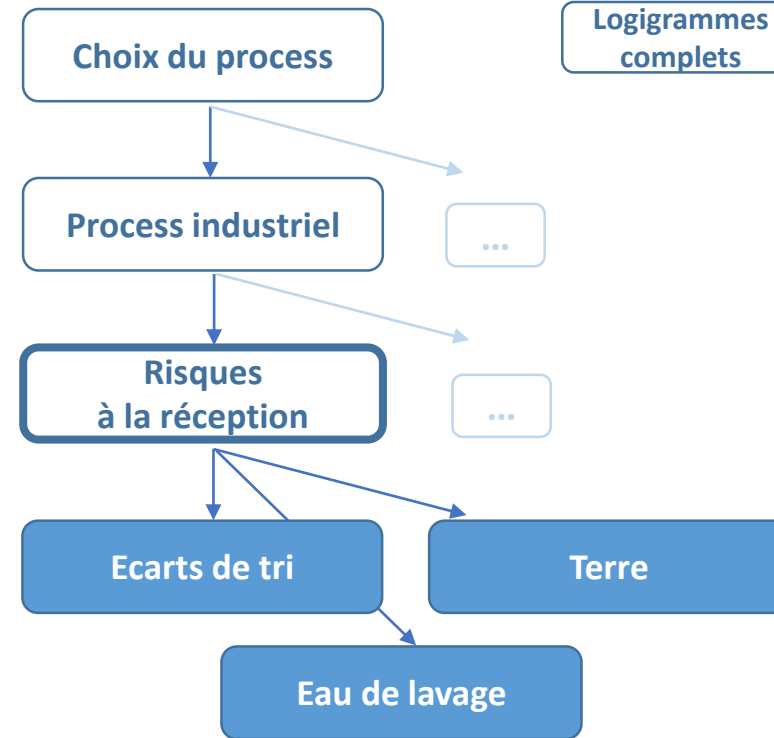 Choix du process
Logigrammes
complets
Process industriel
...
Risques
à la réception
...
Ecarts de tri
Terre
Eau de lavage